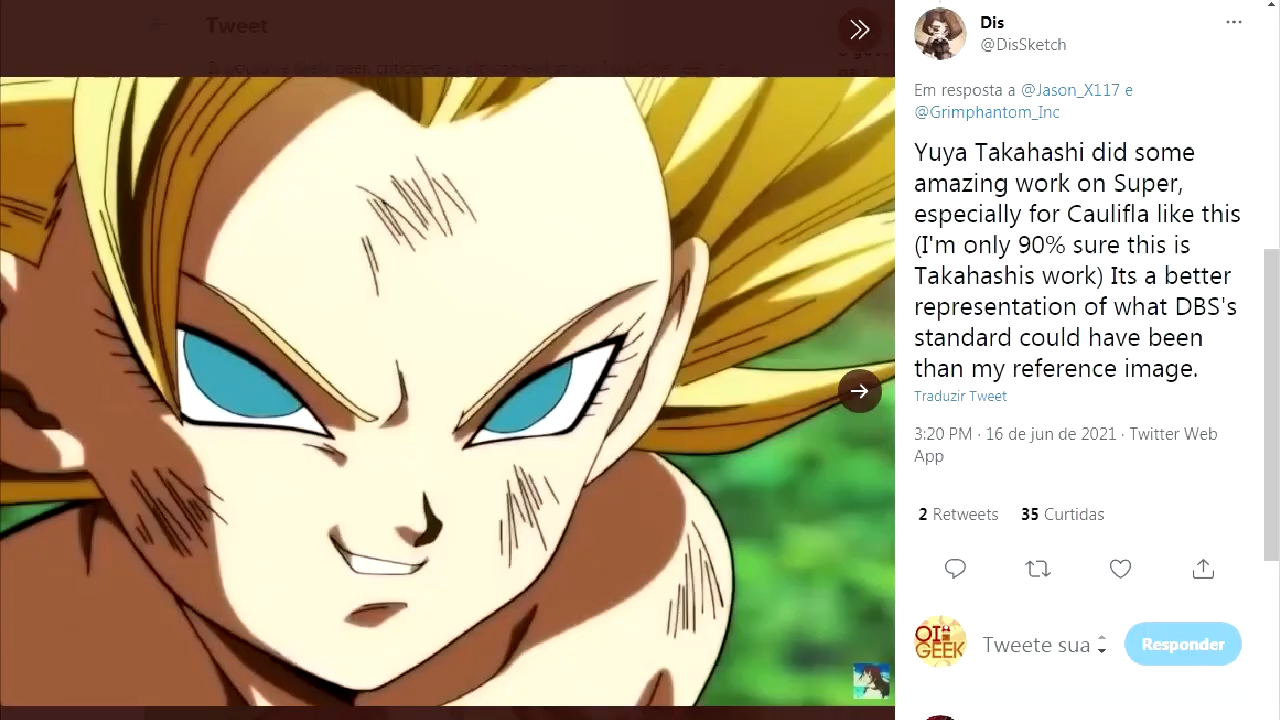 Tweet
Dis
@DisSketch
Em resposta a @Jason_X117 e
@Grimphantom_Inc
Yuya Takahashi did some
amazing work on Super,
especially for Caulifla like this
(I'm only 90% sure this is
Takahashis work) Its a better
representation of what DBS's
standard could have been
than my reference image.
Traduzir Tweet
3:20 PM · 16 de jun de 2021 · Twitter Web
App
2 Retweets 35 Curtidas
OI
GEEK
Tweete sua
Responder